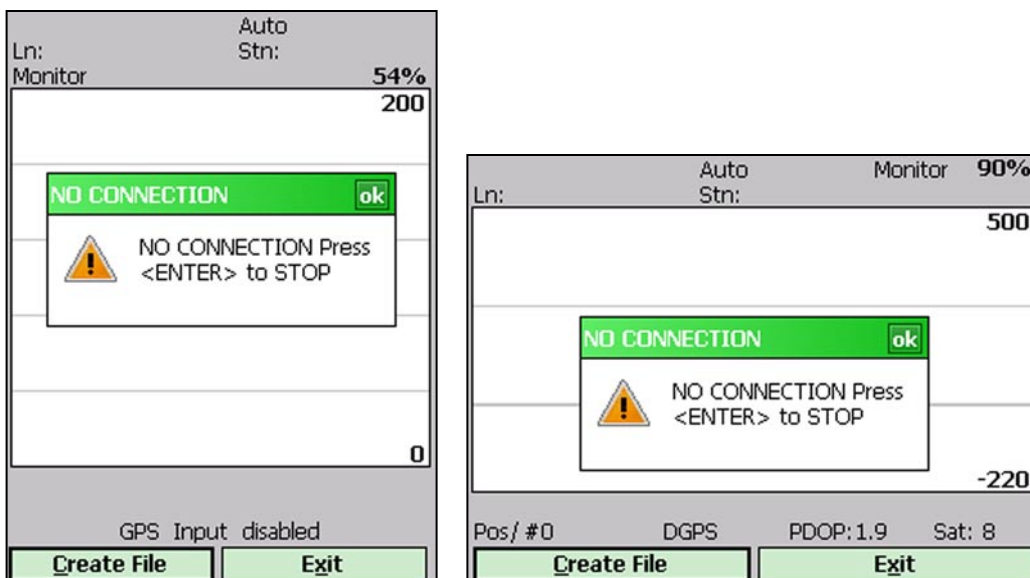 Auto
Ln: Stn:
Monitor 54%
200
NO CONNECTION ok
NO CONNECTION Press
<ENTER> to STOP
0
GPS Input disabled
Create File Exit
Auto Monitor 90%
Ln: Stn:
500
NO CONNECTION ok
NO CONNECTION Press
<ENTER> to STOP
-220
Pos/ #0 DGPS PDOP: 1.9 Sat: 8
Create File Exit